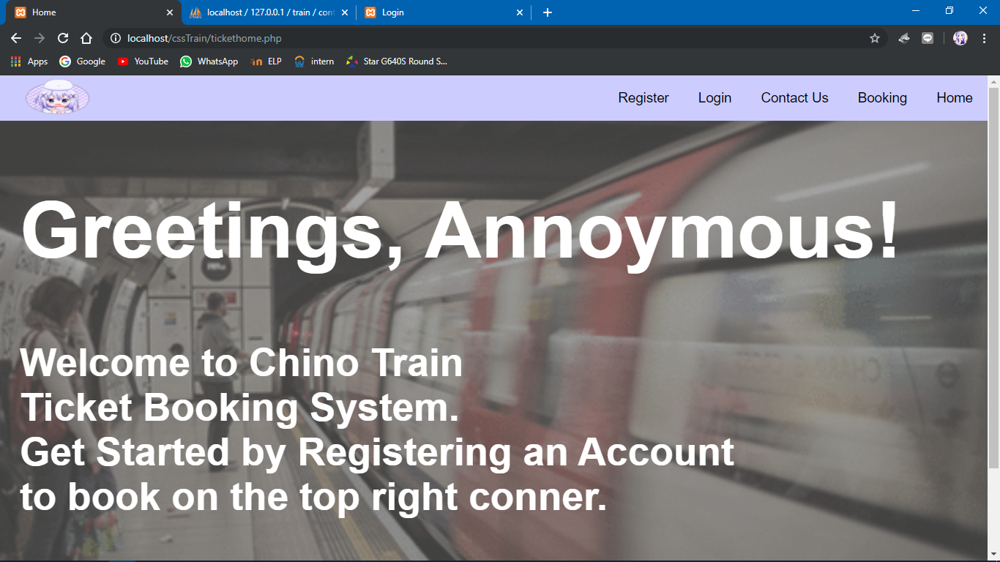 Home
localhost / 127.0.0.1 / train / con
Login
localhost/cssTrain/tickethome.php
Apps
Google
YouTube
WhatsApp
ELP
intern
Star G640S Round S...
Register
Login
Contact Us
Booking
Home
Greetings, Annoymous!
Welcome to Chino Train
Ticket Booking System.
Get Started by Registering an Account
to book on the top right conner.